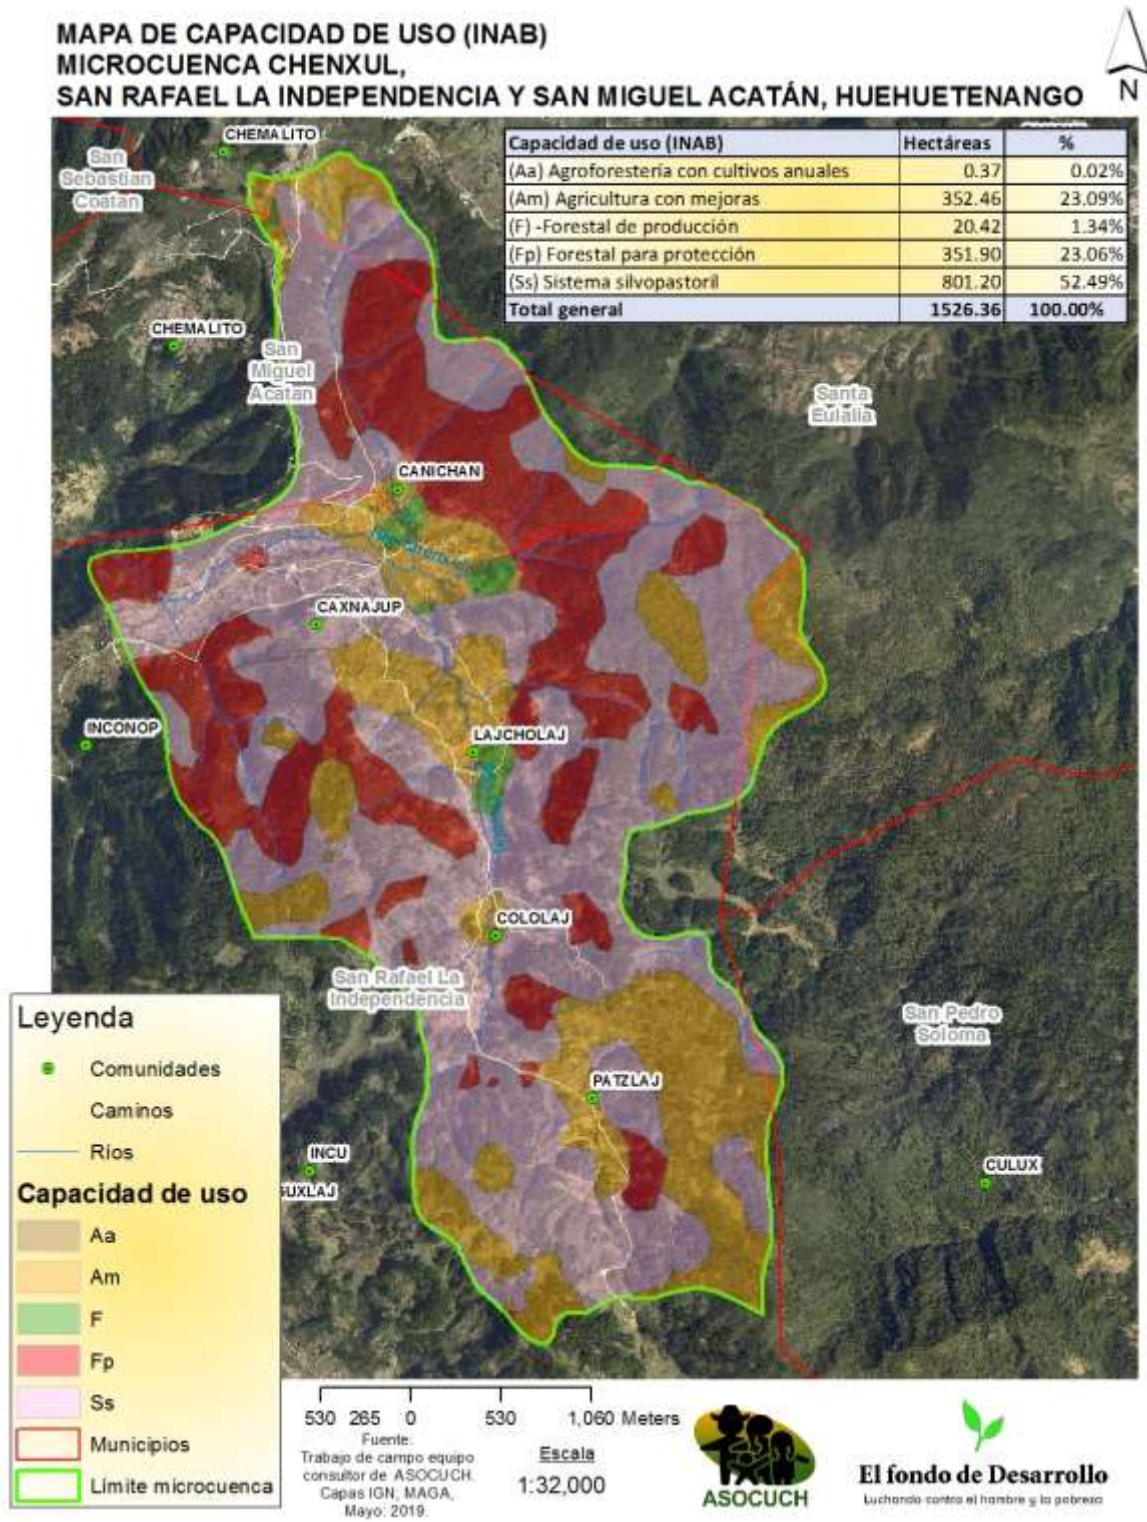 MAPA DE CAPACIDAD DE USO (INAB)
MICROCUENCA CHENXUL,
SAN RAFAEL LA INDEPENDENCIA Y SAN MIGUEL ACATÁN, HUEHUETENANGO
N
Capacidad de uso (INAB) Hectáreas %
(Aa) Agroforestería con cultivos anuales 0.37 0.02%
(Am) Agricultura con mejoras 352.46 23.09%
(F) -Forestal de producción 20.42 1.34%
(Fp) Forestal para protección 351.90 23.06%
(Ss) Sistema silvopastoril 801.20 52.49%
Total general 1526.36 100.00%
CHEMALITO
San
Sebastian
Coatán
CHEMALITO
San
Miguel
Acatan
Santa
Eulalia
CANICHAN
CAXNAJUP
INCONOP
LAJCHOLAJ
COLOLAJ
San Rafael La
Independencia
San Pedro
Soloma
PATZLAJ
INCU
CULUX
Leyenda
Comunidades
Caminos
Ríos
Capacidad de uso
Aa
Am
F
Fp
Ss
Municipios
Límite microcuenca
530 265 0 530 1,060 Meters
Fuente:
Trabajo de campo equipo
consultor de ASOCUCH.
Capas IGN, MAGA,
Mayo: 2019.
Escala
1:32,000
ASOCUCH
El fondo de Desarrollo
Luchando contra el hambre y la pobreza